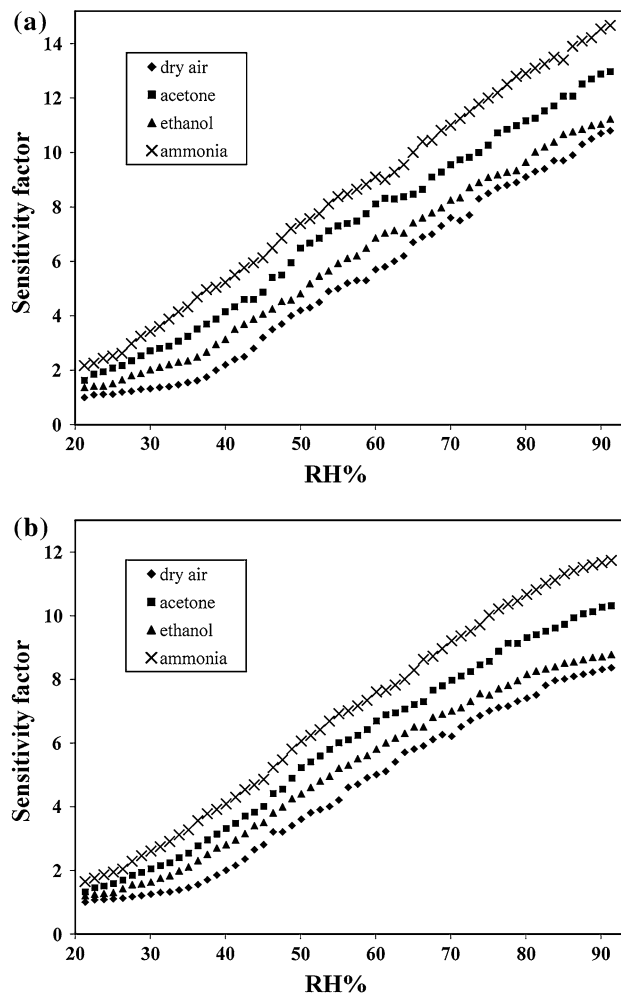 (a)
Sensitivity factor
14
12
10
8
6
4
2
0
dry air
acetone
ethanol
ammonia
20 30 40 50 60 70 80 90
RH%
(b)
Sensitivity factor
12
10
8
6
4
2
0
dry air
acetone
ethanol
ammonia
20 30 40 50 60 70 80 90
RH%